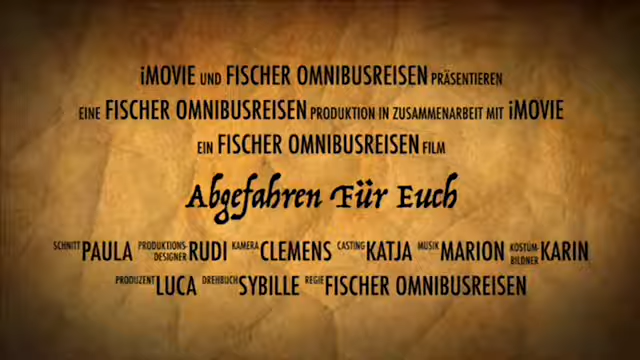 iMOVIE UND FISCHER OMNIBUSREISEN PRÄSENTIEREN
EINE FISCHER OMNIBUSREISEN PRODUKTION IN ZUSAMMENARBEIT MIT iMOVIE
EIN FISCHER OMNIBUSREISEN FILM
Abgefahren Für Euch
SCHNITT PAULA PRODUKTIONS-DESIGNER RUDI KAMERA CLEMENS CASTING KATJA MUSIK MARION KOSTÜM-BILDNER KARIN
PRODUZENT LUCA DREHBUCH SYBILLE REGIE FISCHER OMNIBUSREISEN